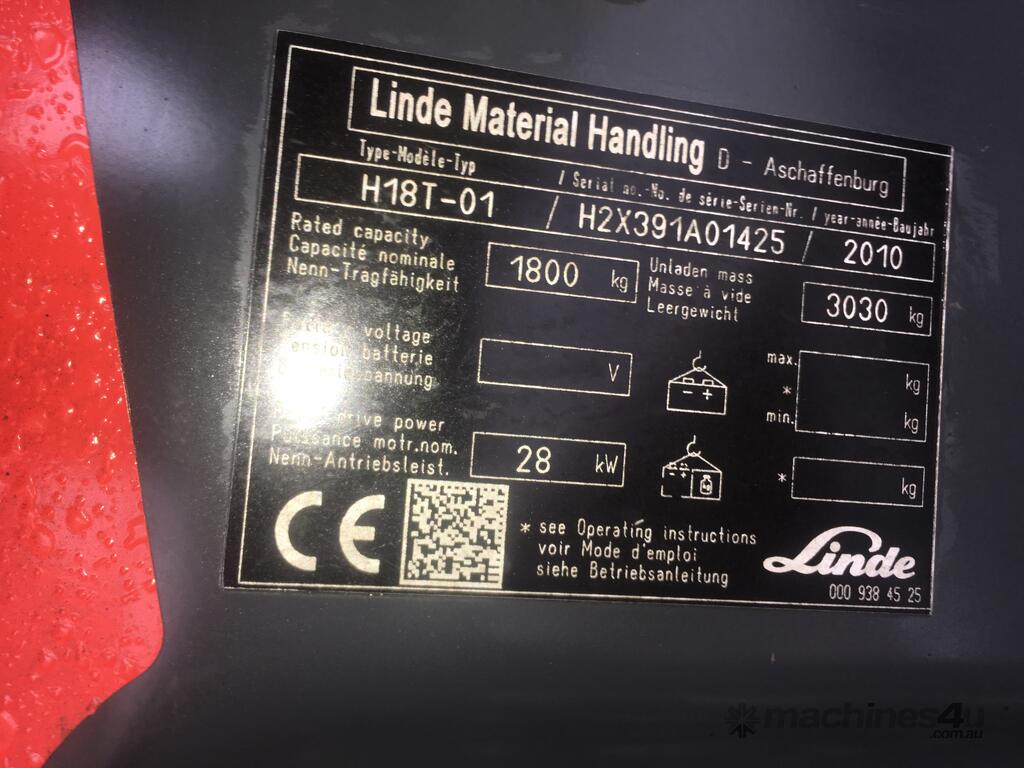 Linde Material Handling D - Aschaffenburg
Type-Modèle-Typ / Serial no.-No. de série-Serien-Nr. / year-année-Baujahr
H18T-01 / H2X391A01425 / 2010
Rated capacity
Capacité nominale
Nenn-Tragfähigkeit
1800 kg
Unladen mass
Masse à vide
Leergewicht
3030 kg
voltage
batterie
V
- +
max. kg
*
min. kg
drive power
Puissance motr.nom.
Nenn-Antriebsleist.
28 kW
* kg
CE
* see Operating instructions
voir Mode d'emploi
siehe Betriebsanleitung
Linde
000 938 45 25
machines4u
.com.au